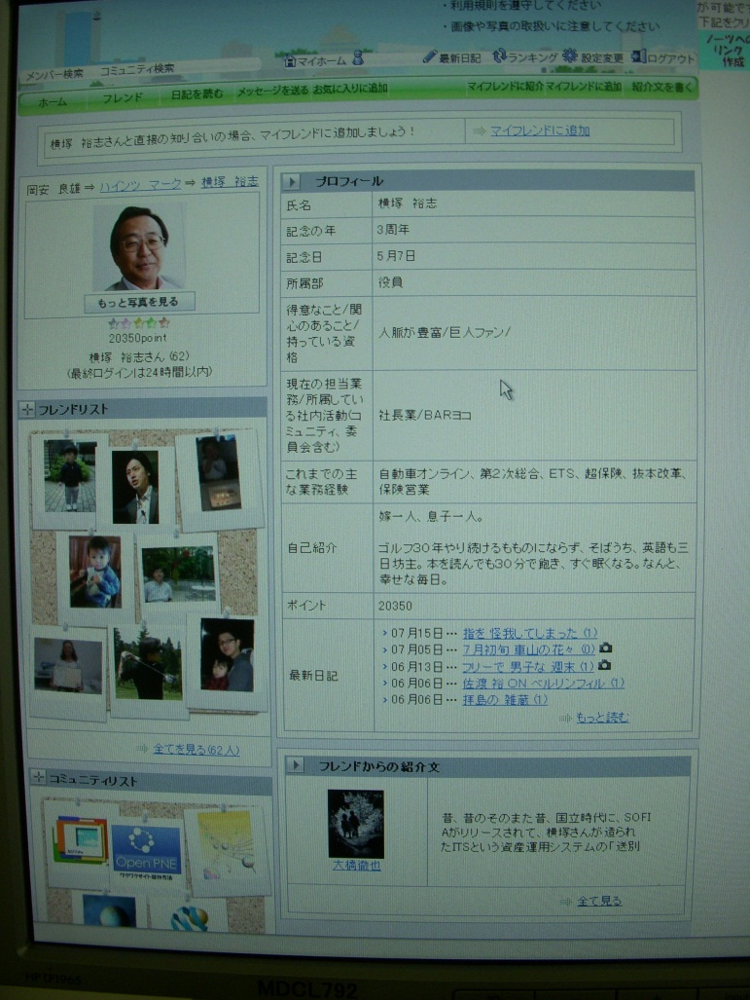 ・利用規則を遵守してください
・画像や写真の取扱いに注意してください
が可能で
下記をクリ
ノーツへの
リンク
作成
メンバー検索 コミュニティ検索
マイホーム
最新日記 ランキング 設定変更 ログアウト
ホーム フレンド 日記を読む メッセージを送る お気に入りに追加 マイフレンドに紹介 マイフレンドに追加 紹介文を書く
横塚 裕志さんと直接の知り合いの場合、マイフレンドに追加しましょう！ マイフレンドに追加
岡安 良雄 ⇒ ハインツ マーク ⇒ 横塚 裕志
もっと写真を見る
20350point
横塚 裕志さん (62)
(最終ログインは24時間以内)
フレンドリスト
全てを見る(62人)
コミュニティリスト
OpenPNE
プロフィール
氏名 横塚 裕志
記念の年 3周年
記念日 5月7日
所属部 役員
得意なこと/関
心のあること/
持っている資
格
人脈が豊富/巨人ファン/
現在の担当業
務/所属してい
る社内活動(コ
ミュニティ、委
員会含む)
社長業/BARヨコ
これまでの主
な業務経験
自動車オンライン、第2次総合、ETS、超保険、抜本改革、
保険営業
自己紹介
嫁一人、息子一人。
ゴルフ30年やり続けるもものにならず、そばうち、英語も三
日坊主。本を読んでも30分で飽き、すぐ眠くなる。なんと、
幸せな毎日。
ポイント 20350
最新日記
07月15日… 指を 怪我してしまった (1)
07月05日… 7月初旬 車山の花々 (0)
06月13日… フリーで 男子な 週末 (1)
06月06日… 佐渡 裕 ON ベルリンフィル (1)
06月06日… 拝島の 雑蔵 (1)
もっと読む
フレンドからの紹介文
大橋徹也
昔、昔のそのまた昔、国立時代に、SOFI
Aがリリースされて、横塚さんが造られ
たITSという資産運用システムの「送別
全て見る
HP LP1965
MDCL792